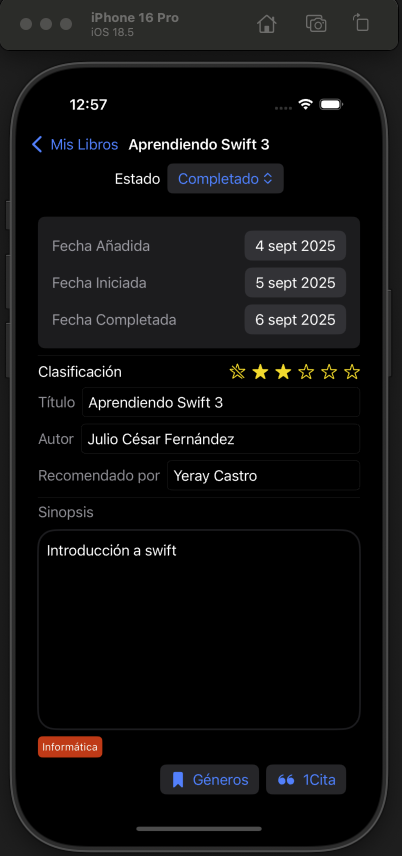 iPhone 16 Pro
iOS 18.5
12:57
Mis Libros Aprendiendo Swift 3
Estado Completado
Fecha Añadida 4 sept 2025
Fecha Iniciada 5 sept 2025
Fecha Completada 6 sept 2025
Clasificación
Título Aprendiendo Swift 3
Autor Julio César Fernández
Recomendado por Yeray Castro
Sinopsis
Introducción a swift
Informática
Géneros 1Cita